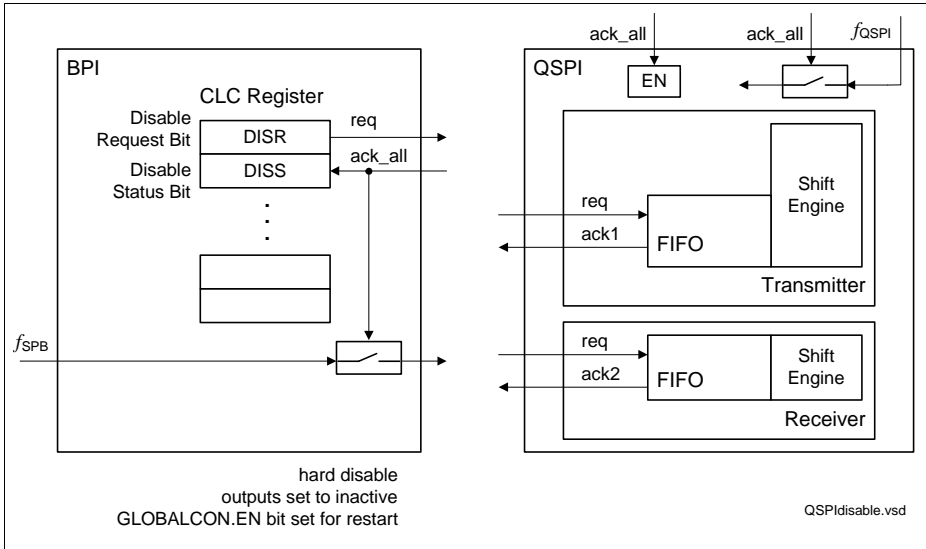 BPI
CLC Register
Disable
Request Bit
DISR
req
Disable
Status Bit
DISS
ack_all
fSPB
hard disable
outputs set to inactive
GLOBALCON.EN bit set for restart
ack_all
ack_all
fQSPI
QSPI
EN
Shift
Engine
req
ack1
FIFO
Transmitter
req
ack2
FIFO
Shift
Engine
Receiver
QSPIdisable.vsd